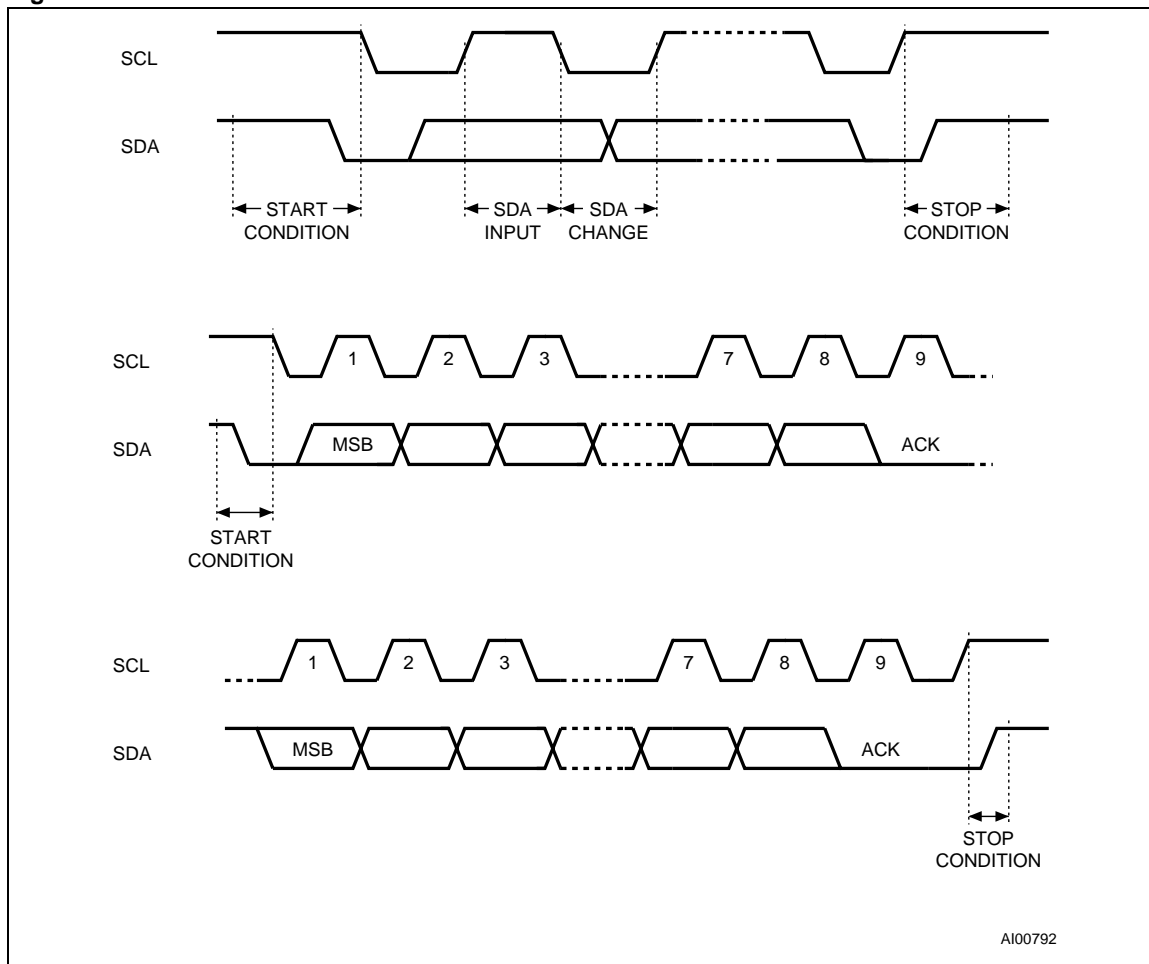 SCL
SDA
START
CONDITION
SDA
INPUT
SDA
CHANGE
STOP
CONDITION
SCL
1 2 3 7 8 9
SDA
MSB ACK
START
CONDITION
SCL
1 2 3 7 8 9
SDA
MSB ACK
STOP
CONDITION
AI00792